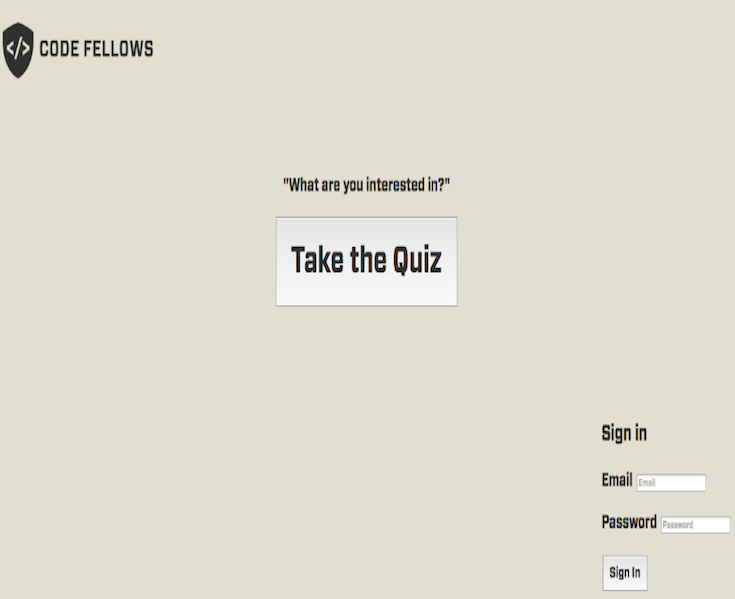 </> CODE FELLOWS
"What are you interested in?"
Take the Quiz
Sign in
Email Email
Password Password
Sign In